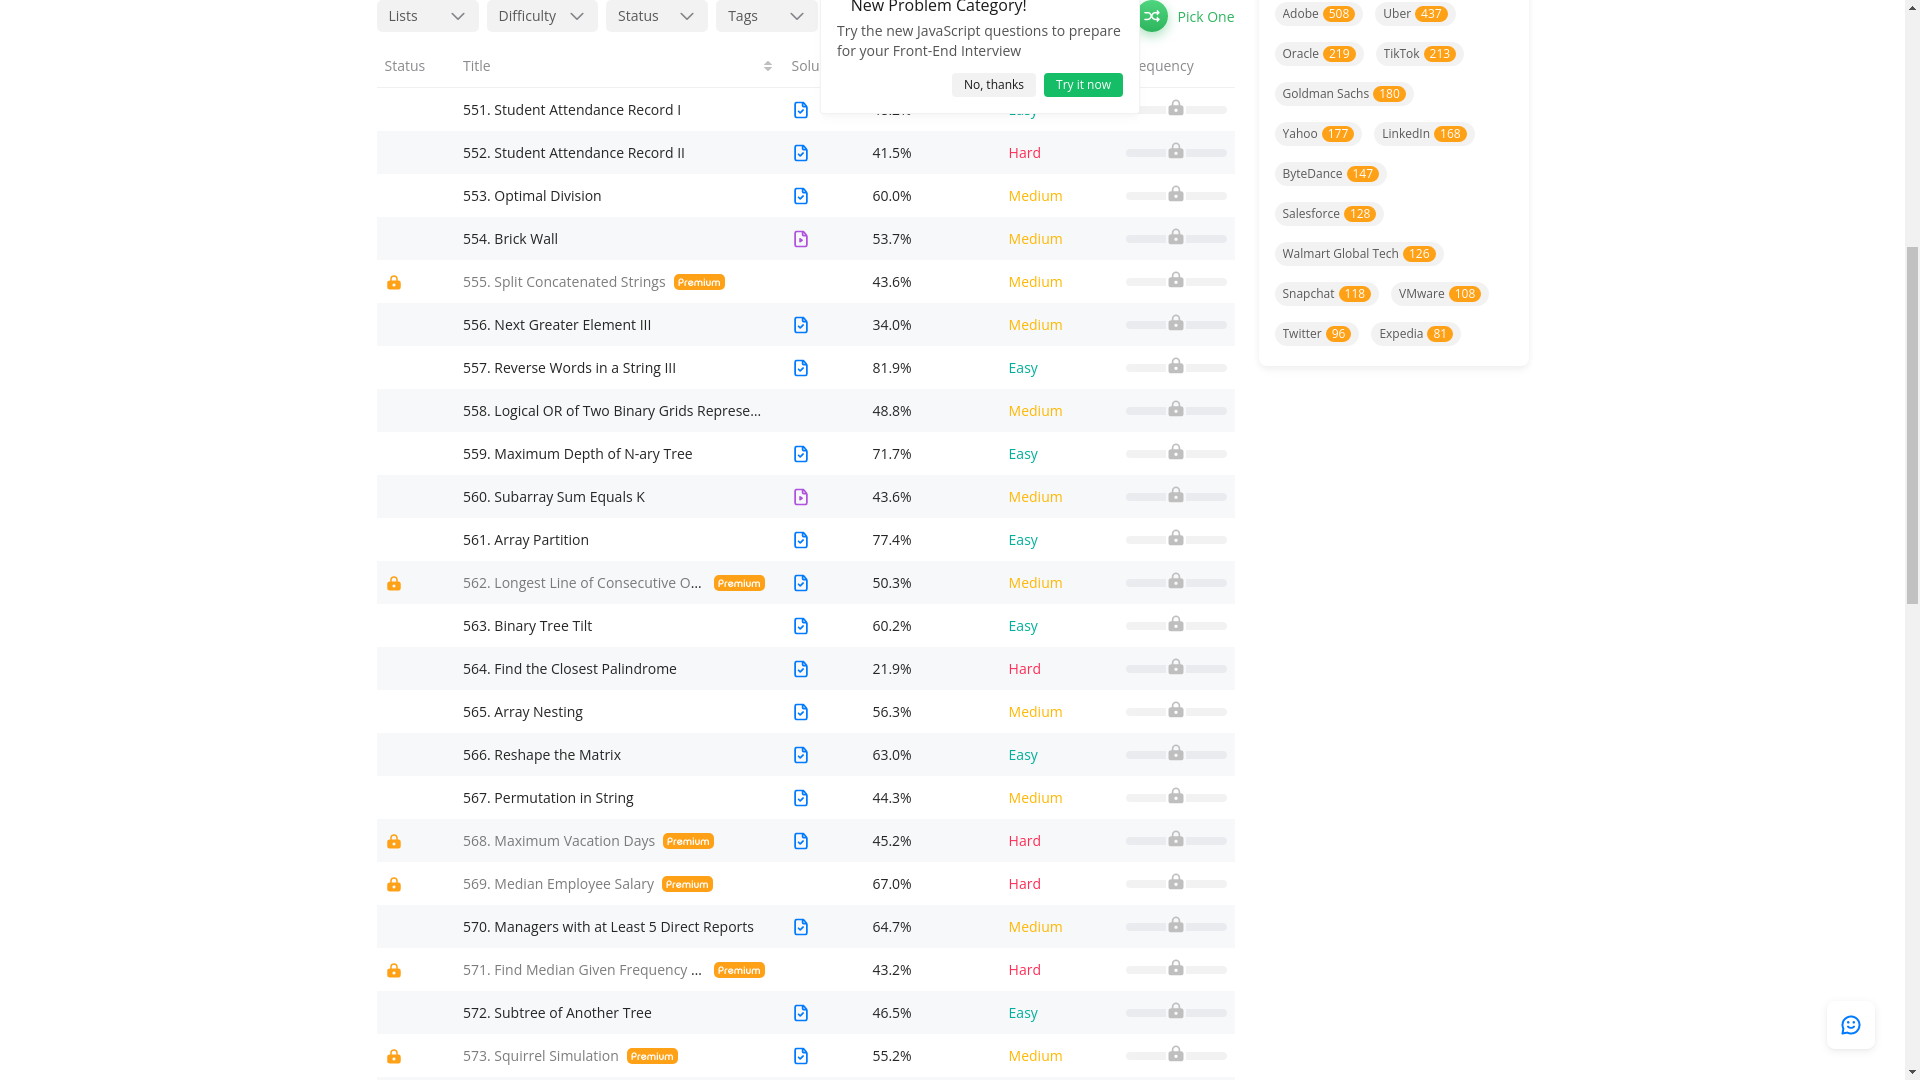 Lists Difficulty Status Tags New Problem Category! Pick One
Try the new JavaScript questions to prepare
for your Front-End Interview
No, thanks Try it now
Status Title Solu equency
551. Student Attendance Record I
552. Student Attendance Record II 41.5% Hard
553. Optimal Division 60.0% Medium
554. Brick Wall 53.7% Medium
555. Split Concatenated Strings Premium 43.6% Medium
556. Next Greater Element III 34.0% Medium
557. Reverse Words in a String III 81.9% Easy
558. Logical OR of Two Binary Grids Represe... 48.8% Medium
559. Maximum Depth of N-ary Tree 71.7% Easy
560. Subarray Sum Equals K 43.6% Medium
561. Array Partition 77.4% Easy
562. Longest Line of Consecutive O... Premium 50.3% Medium
563. Binary Tree Tilt 60.2% Easy
564. Find the Closest Palindrome 21.9% Hard
565. Array Nesting 56.3% Medium
566. Reshape the Matrix 63.0% Easy
567. Permutation in String 44.3% Medium
568. Maximum Vacation Days Premium 45.2% Hard
569. Median Employee Salary Premium 67.0% Hard
570. Managers with at Least 5 Direct Reports 64.7% Medium
571. Find Median Given Frequency ... Premium 43.2% Hard
572. Subtree of Another Tree 46.5% Easy
573. Squirrel Simulation Premium 55.2% Medium
Adobe 508 Uber 437
Oracle 219 TikTok 213
Goldman Sachs 180
Yahoo 177 LinkedIn 168
ByteDance 147
Salesforce 128
Walmart Global Tech 126
Snapchat 118 VMware 108
Twitter 96 Expedia 81